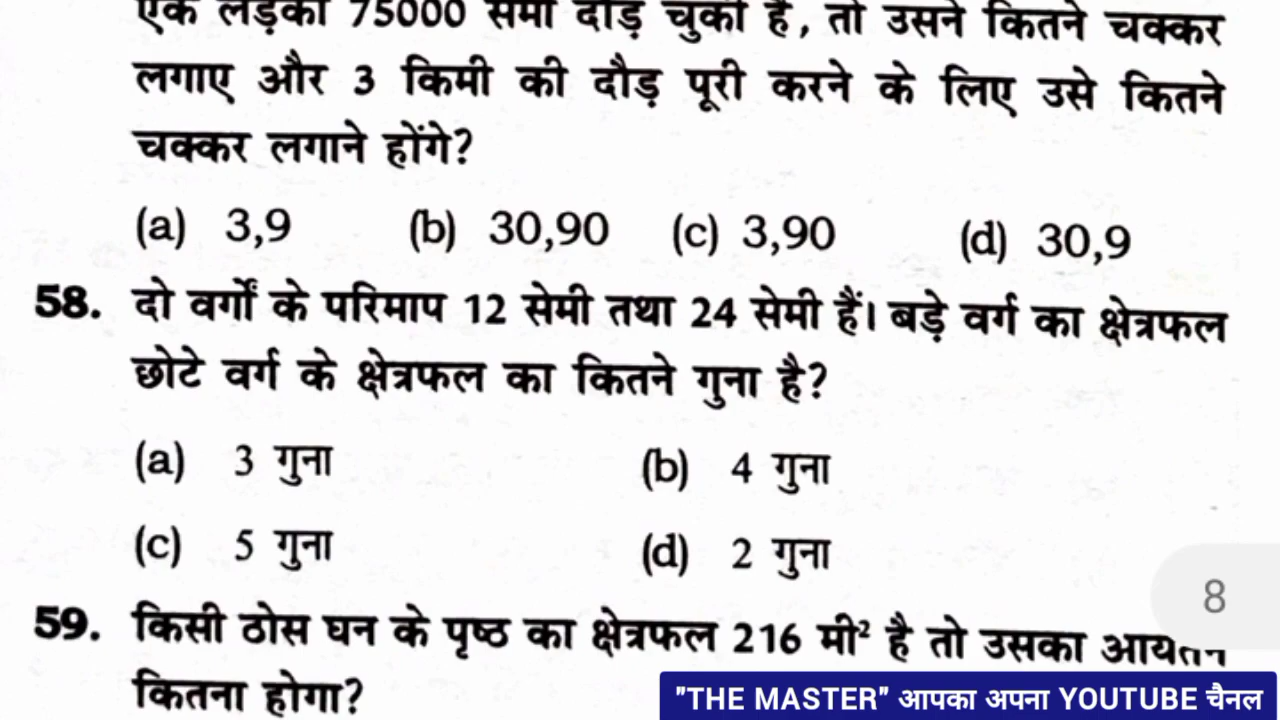 एक लड़का 75000 सेमी दौड़ चुका है, तो उसने कितने चक्कर
लगाए और 3 किमी की दौड़ पूरी करने के लिए उसे कितने
चक्कर लगाने होंगे?
(a) 3,9 (b) 30,90 (c) 3,90 (d) 30,9
58. दो वर्गों के परिमाप 12 सेमी तथा 24 सेमी हैं। बड़े वर्ग का क्षेत्रफल
छोटे वर्ग के क्षेत्रफल का कितने गुना है?
(a) 3 गुना (b) 4 गुना
(c) 5 गुना (d) 2 गुना
8
59. किसी ठोस घन के पृष्ठ का क्षेत्रफल 216 मी² है तो उसका आयतन
कितना होगा?
"THE MASTER" आपका अपना YOUTUBE चैनल